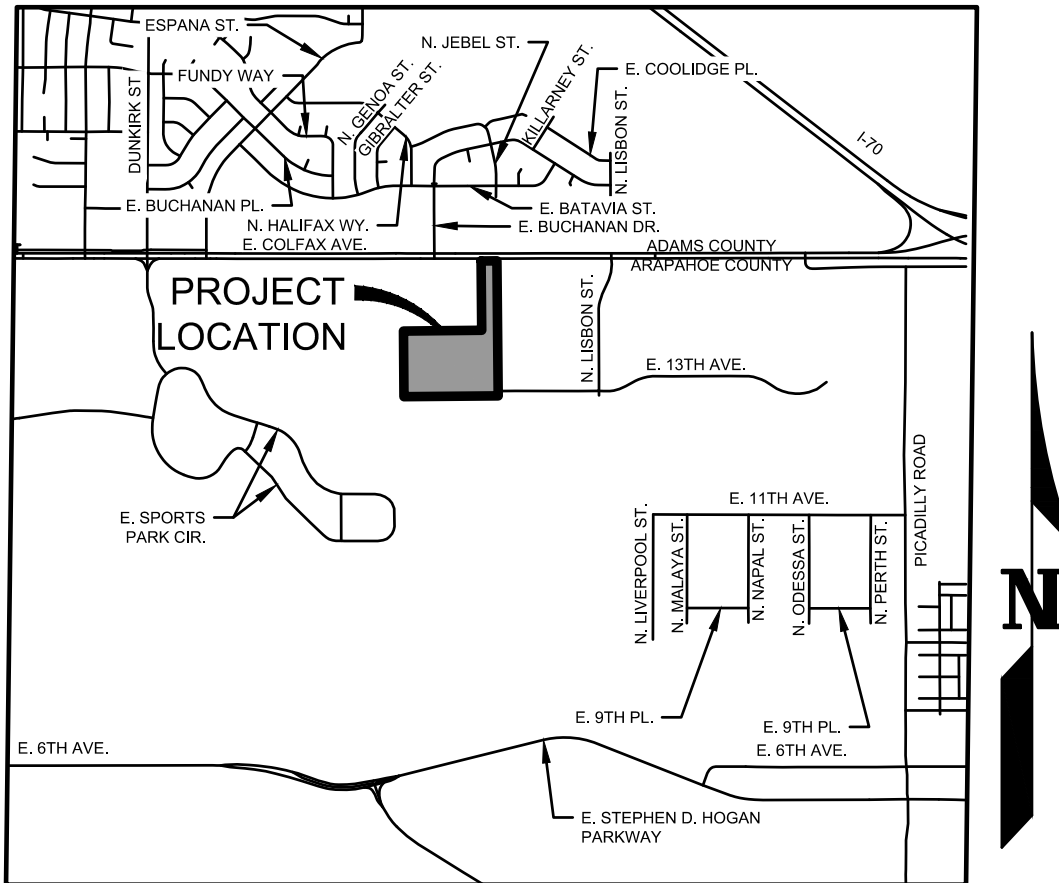 ESPANA ST.
N. JEBEL ST.
FUNDY WAY
E. COOLIDGE PL.
DUNKIRK ST
N. GENOA ST.
GIBRALTER ST.
KILLARNEY ST.
N. LISBON ST.
I-70
E. BUCHANAN PL.
E. BATAVIA ST.
N. HALIFAX WY.
E. BUCHANAN DR.
E. COLFAX AVE.
ADAMS COUNTY
ARAPAHOE COUNTY
PROJECT
LOCATION
N. LISBON ST.
E. 13TH AVE.
PICADILLY ROAD
E. 11TH AVE.
E. SPORTS
PARK CIR.
N. LIVERPOOL ST.
N. MALAYA ST.
N. NAPAL ST.
N. ODESSA ST.
N. PERTH ST.
N
E. 9TH PL.
E. 9TH PL.
E. 6TH AVE.
E. 6TH AVE.
E. STEPHEN D. HOGAN
PARKWAY